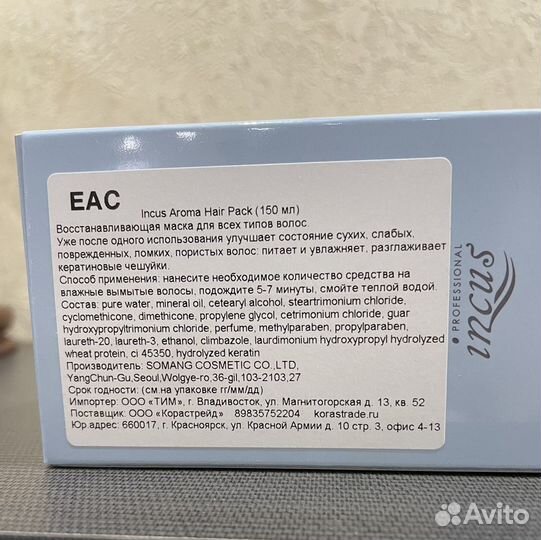 EAC
Incus Aroma Hair Pack (150 мл)
Восстанавливающая маска для всех типов волос.
Уже после одного использования улучшает состояние сухих, слабых,
поврежденных, ломких, пористых волос: питает и увлажняет, разглаживает
кератиновые чешуйки.
Способ применения: нанесите необходимое количество средства на
влажные вымытые волосы, подождите 5-7 минуты, смойте теплой водой.
Состав: pure water, mineral oil, cetearyl alcohol, steartrimonium chloride,
cyclomethicone, dimethicone, propylene glycol, cetrimonium chloride, guar
hydroxypropyltrimonium chloride, perfume, methylparaben, propylparaben,
laureth-20, laureth-3, ethanol, climbazole, laurdimonium hydroxypropyl hydrolyzed
wheat protein, ci 45350, hydrolyzed keratin
Производитель: SOMANG COSMETIC CO.,LTD,
YangChun-Gu,Seoul,Wolgye-ro,36-gil,103-2103,27
Срок годности: (см на упаковке гг/мм/дд)
Импортер: ООО «ТИМ», г. Владивосток, ул. Магнитогорская д. 13, кв. 52
Поставщик: ООО «Корастрейд» 89835752204 korastrade.ru
Юр.адрес: 660017, г. Красноярск, ул. Красной Армии д. 10 стр. 3, офис 4-13
PROFESSIONAL
incus
Avito